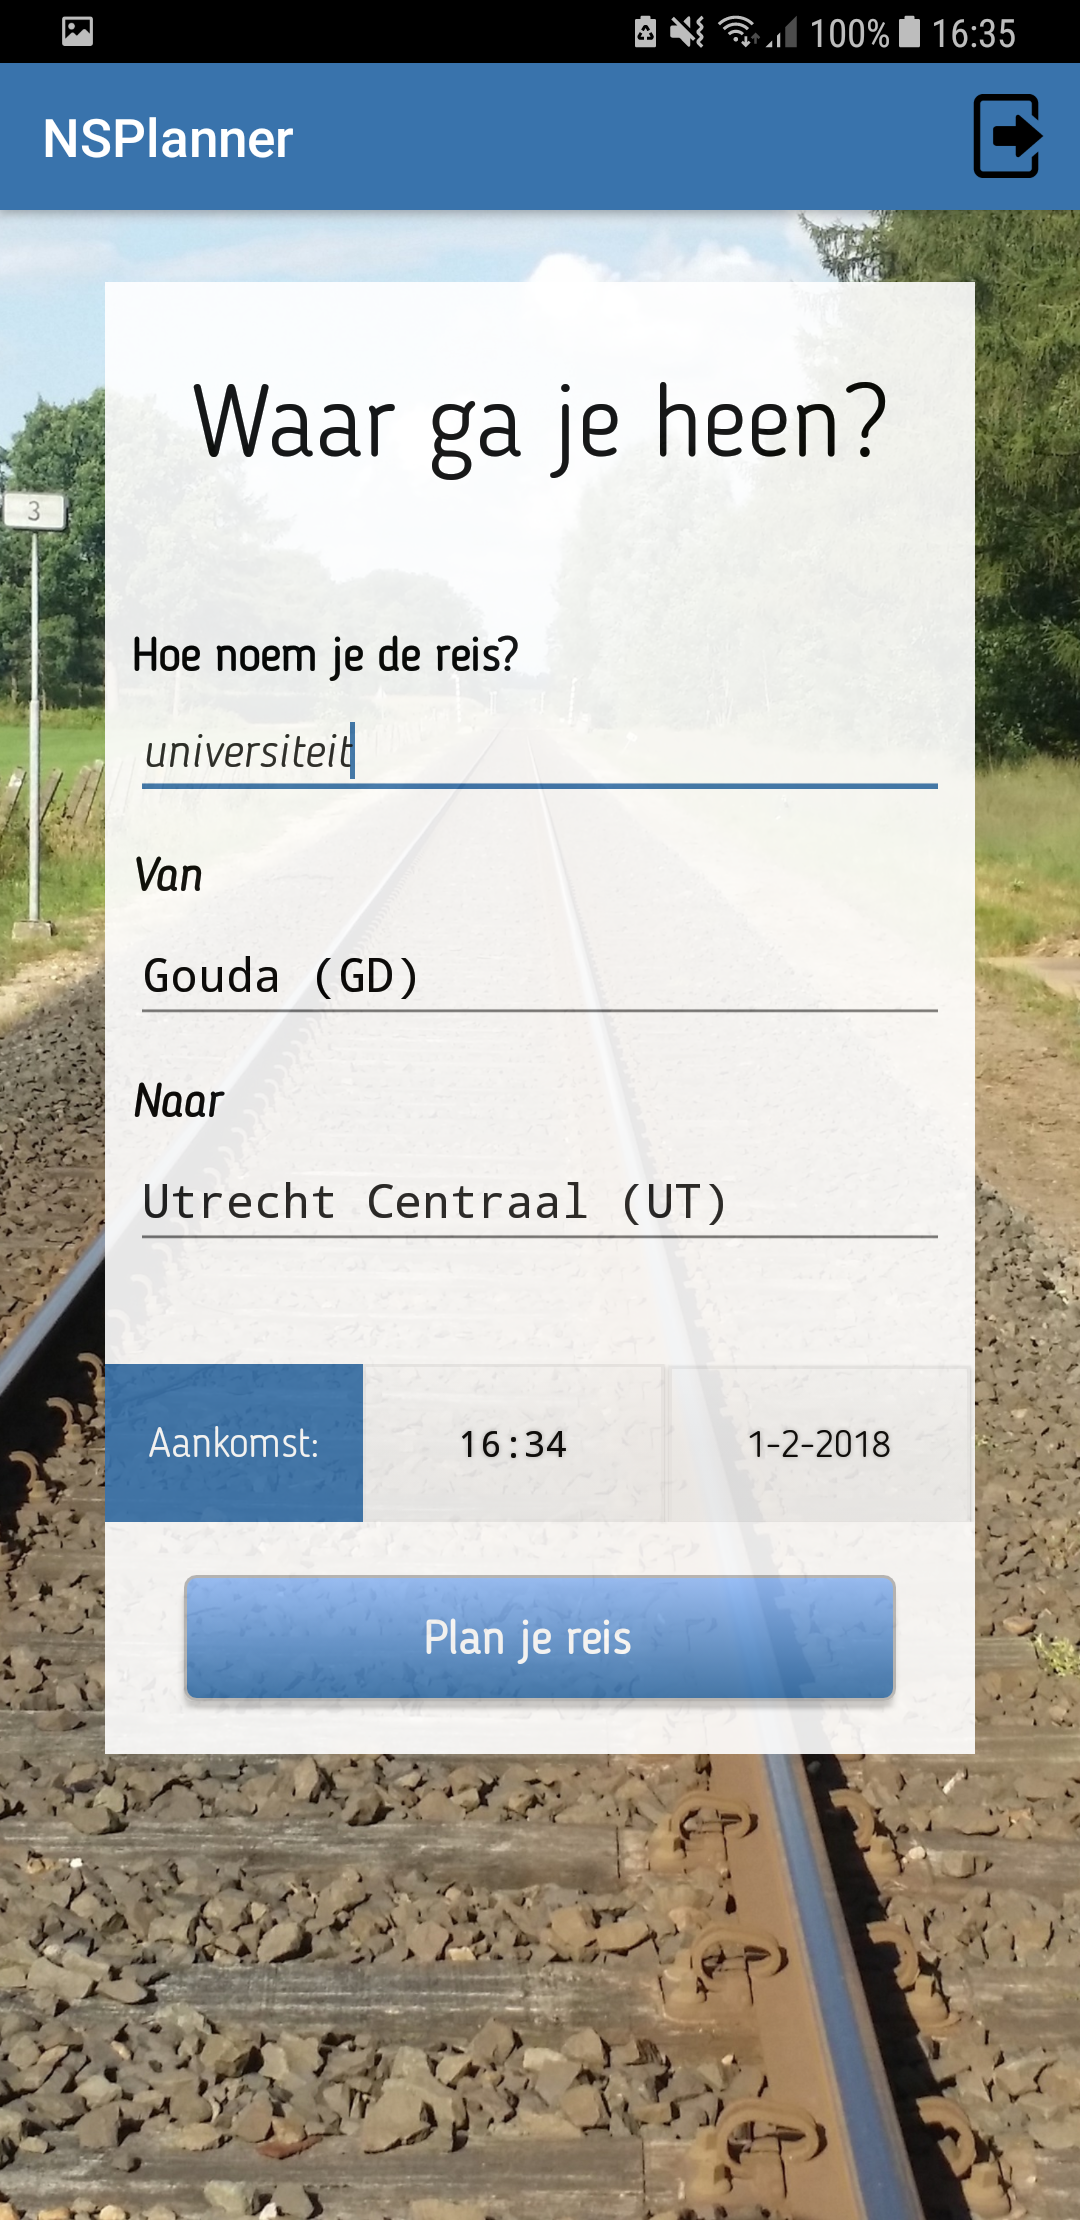 100% 16:35
NSPlanner
Waar ga je heen?
3
Hoe noem je de reis?
universiteit
Van
Gouda (GD)
Naar
Utrecht Centraal (UT)
Aankomst: 16:34 1-2-2018
Plan je reis